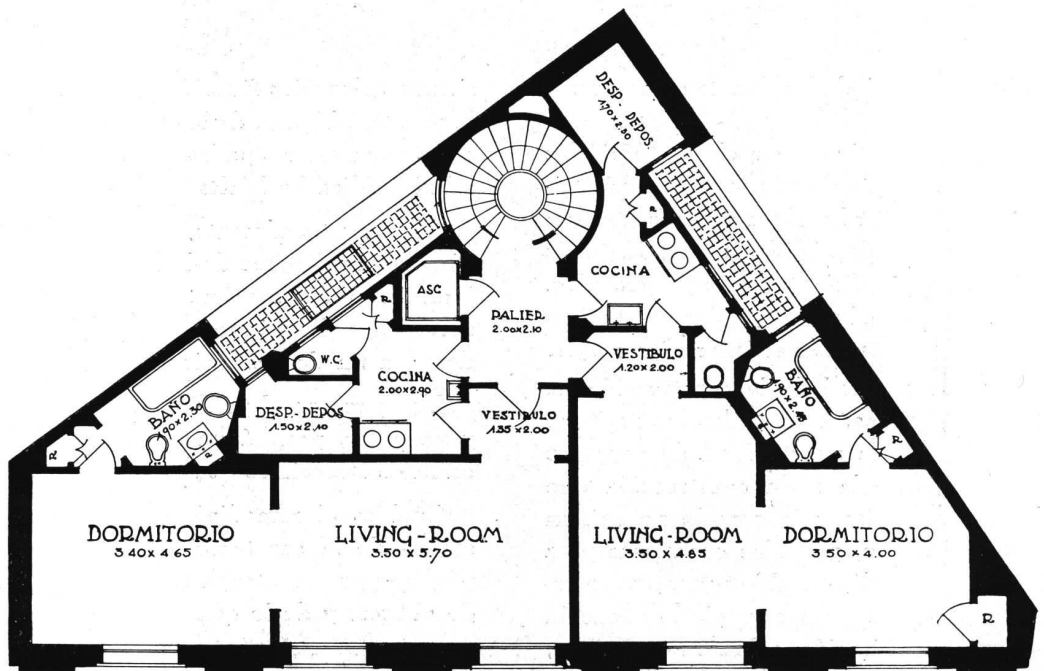 DESP.-DEPOS.
1.70 x 2.80
R
COCINA
ASC
PALIER
2.00 x 2.10
R
W.C.
COCINA
2.00 x 2.90
VESTIBULO
1.20 x 2.00
BAÑO
1.90 x 2.30
DESP.-DEPOS
1.50 x 2.10
VESTIBULO
1.35 x 2.00
BAÑO
R
R
R
DORMITORIO
3.40 x 4.65
LIVING-ROOM
3.50 x 5.70
LIVING-ROOM
3.50 x 4.85
DORMITORIO
3.50 x 4.00
R